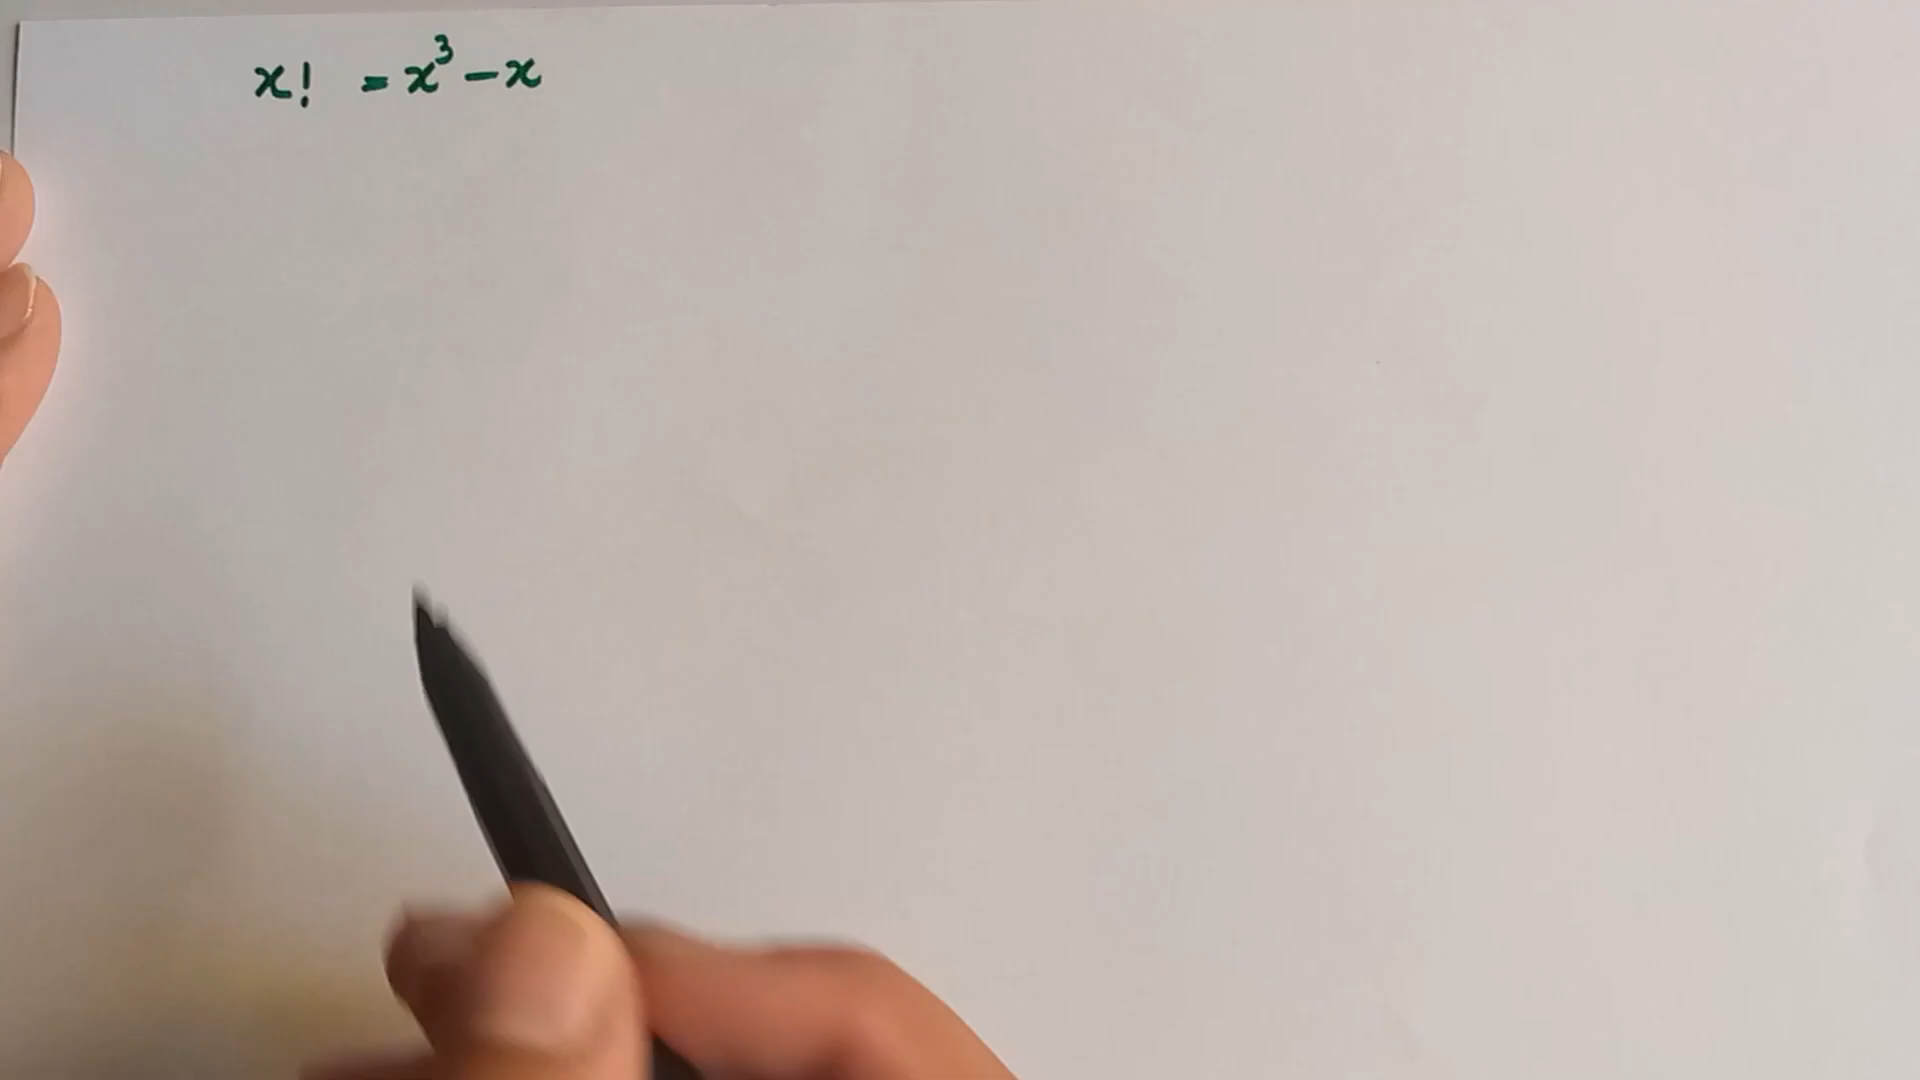 x! = x³ – x